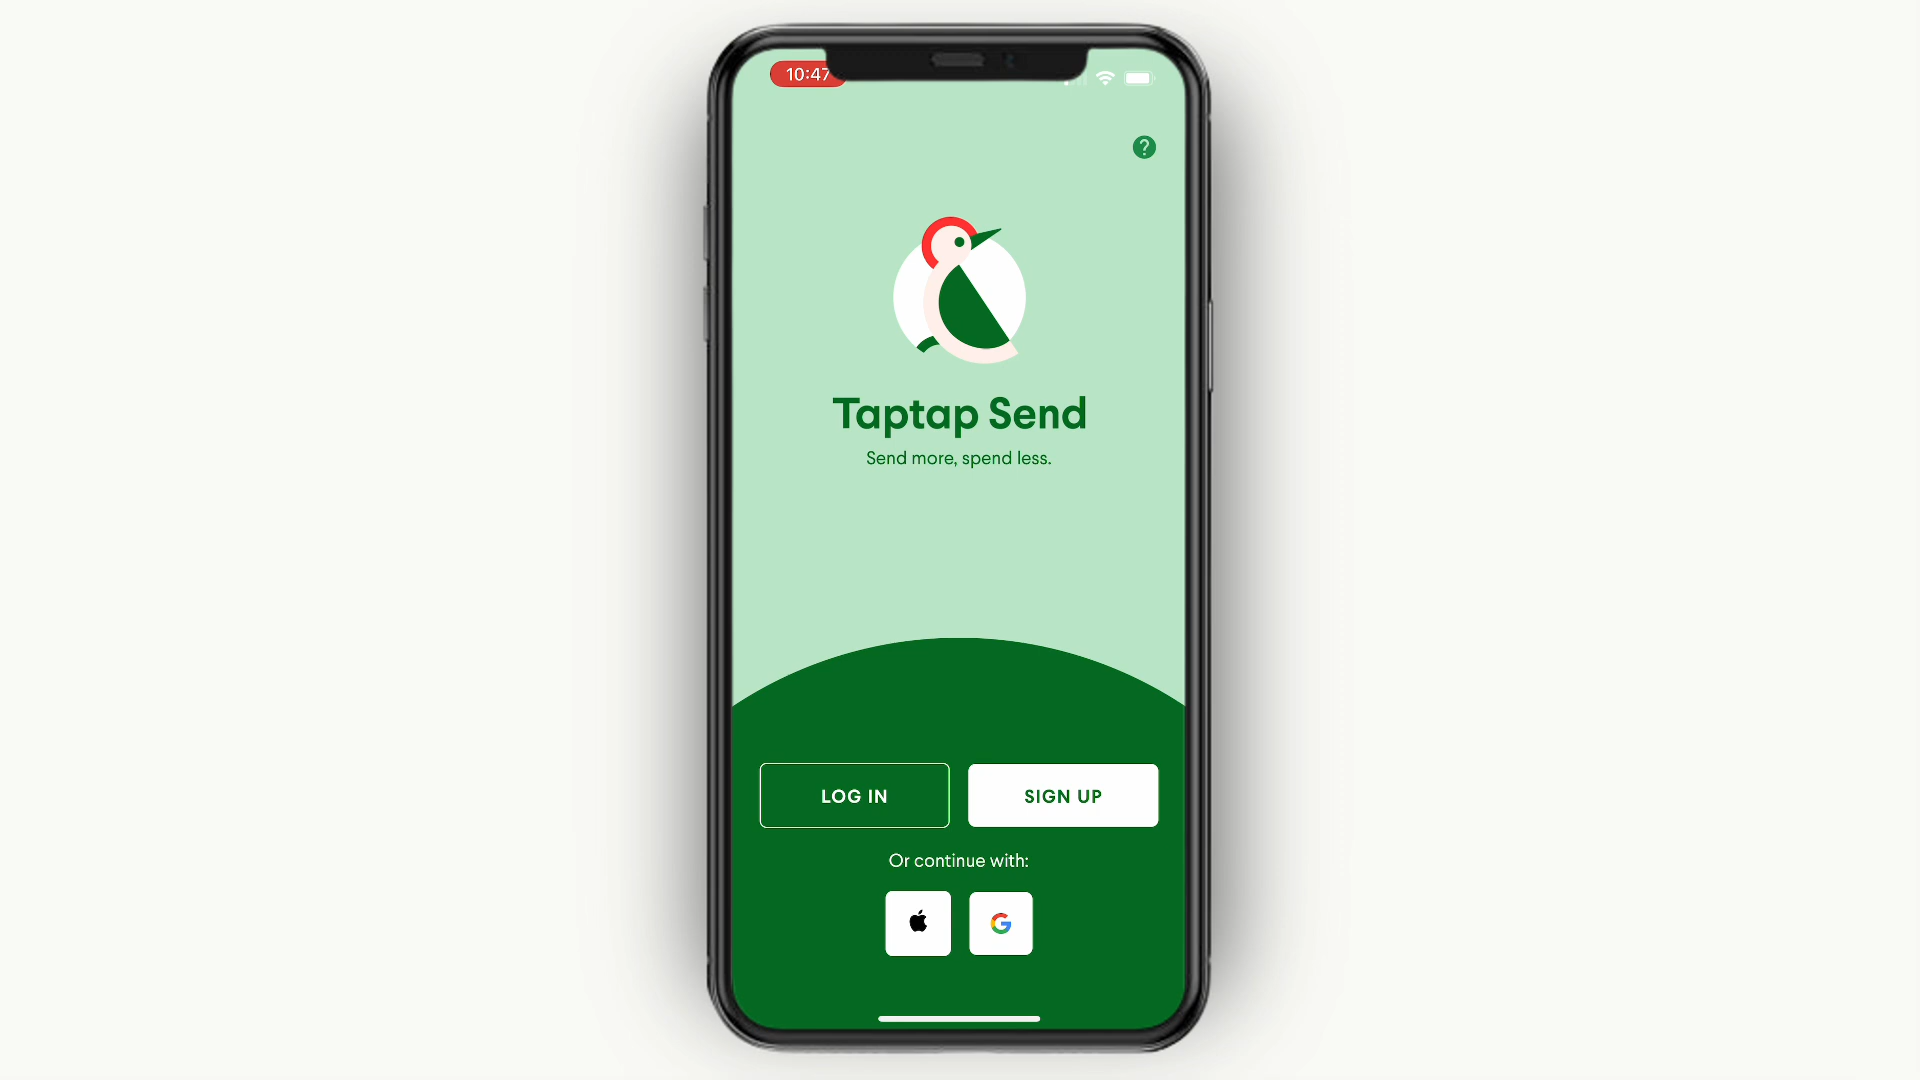 10:47
?
Taptap Send
Send more, spend less.
LOG IN
SIGN UP
Or continue with: